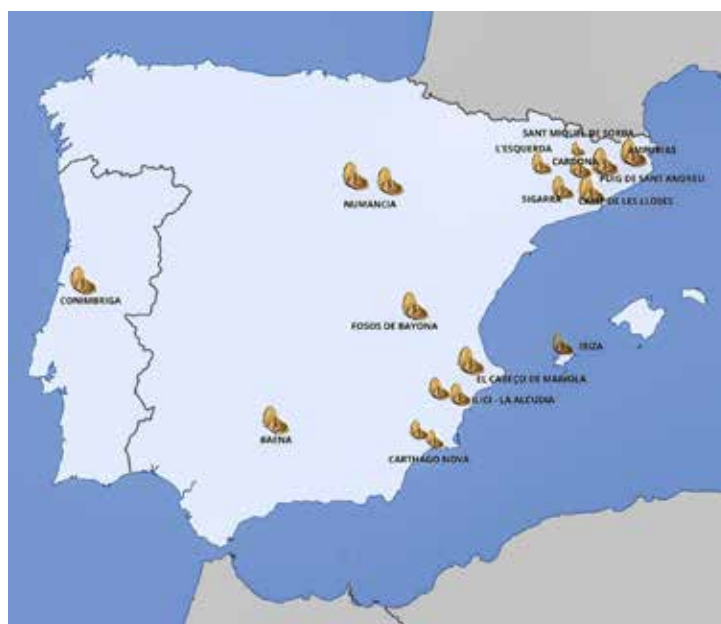 SANT MIQUEL DE SORBA
L'ESQUERDA
AMPURIAS
CARDONA
PUIG DE SANT ANDREU
SIGARRA
CAMP DE LES LLOSES
NUMANCIA
CONIMBRIGA
FOSOS DE BAYONA
IBIZA
EL CABEÇO DE MARIOLA
ILICI - LA ALCUDIA
BAENA
CARTHAGO NOVA